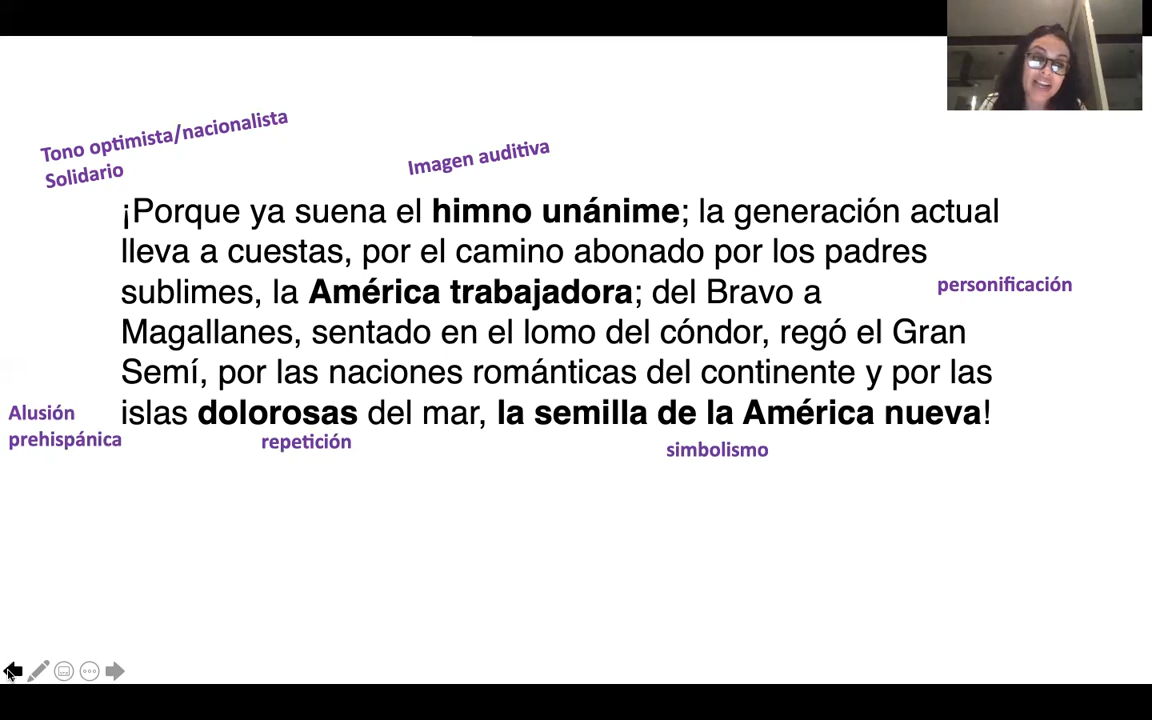 Tono optimista/nacionalista
Solidario
Imagen auditiva
¡Porque ya suena el himno unánime; la generación actual
lleva a cuestas, por el camino abonado por los padres
sublimes, la América trabajadora; del Bravo a
personificación
Magallanes, sentado en el lomo del cóndor, regó el Gran
Semí, por las naciones románticas del continente y por las
islas dolorosas del mar, la semilla de la América nueva!
Alusión
prehispánica
repetición
simbolismo